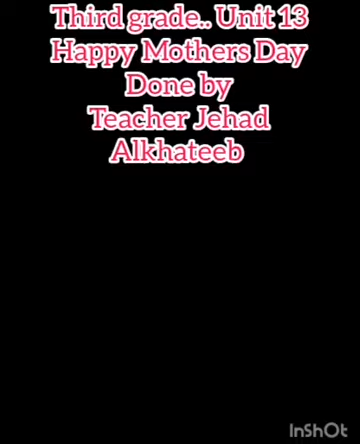 Third grade.. Unit 13
Happy Mothers Day
Done by
Teacher Jehad
Alkhateeb
InShOt